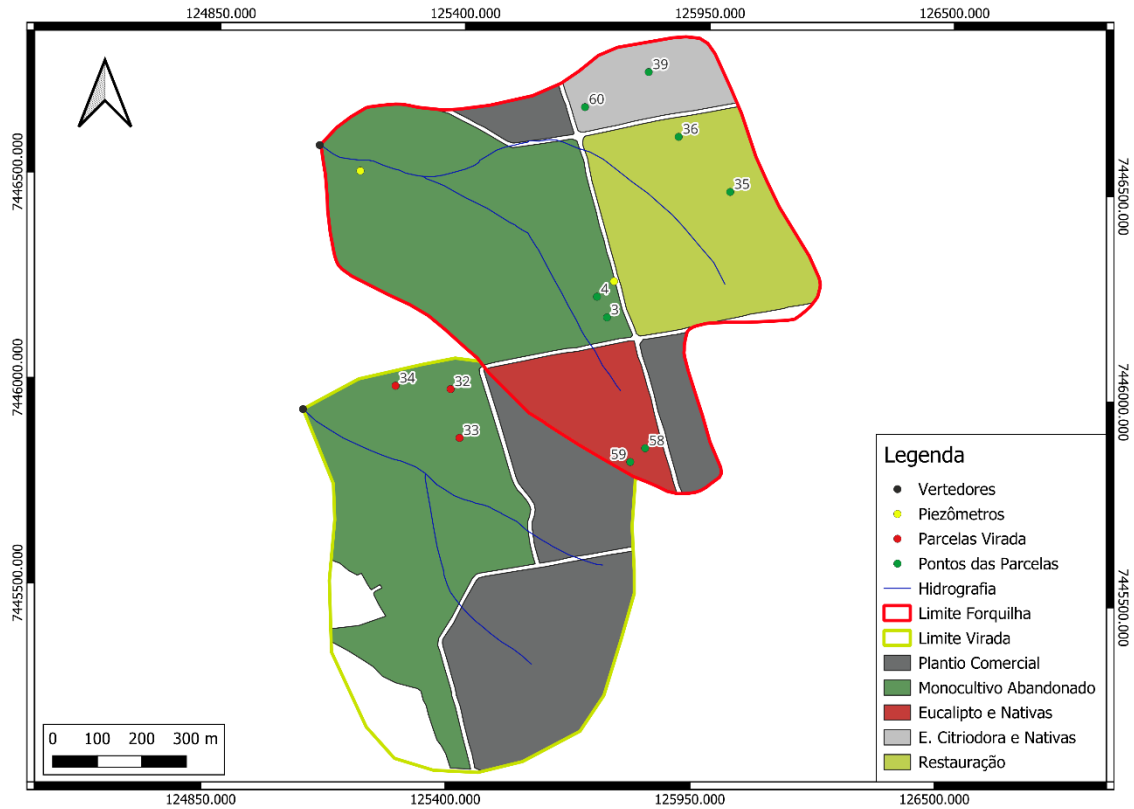 124850.000 125400.000 125950.000 126500.000
39
60
36
7446500.000
7446500.000
35
4
3
7446000.000
7446000.000
34
32
33
58
59
Legenda
Vertedores
Piezômetros
Parcelas Virada
Pontos das Parcelas
Hidrografia
Limite Forquilha
Limite Virada
Plantio Comercial
Monocultivo Abandonado
Eucalipto e Nativas
E. Citriodora e Nativas
Restauração
7445500.000
7445500.000
0 100 200 300 m
124850.000 125400.000 125950.000 126500.000